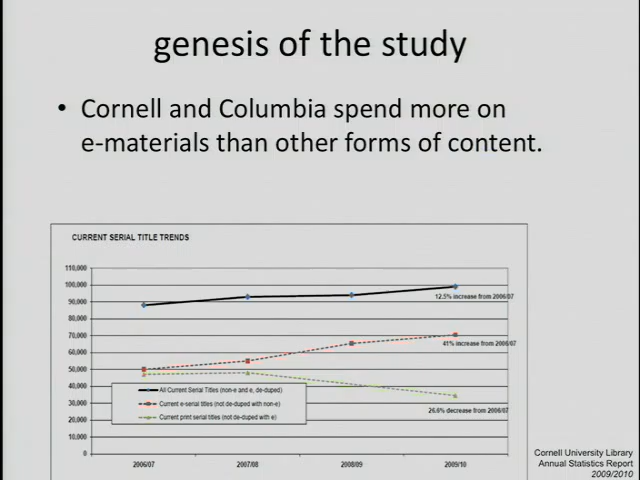 genesis of the study
• Cornell and Columbia spend more on
e-materials than other forms of content.
CURRENT SERIAL TITLE TRENDS
110,000
100,000
90,000
80,000
70,000
60,000
50,000
40,000
30,000
20,000
10,000
0
12.5% increase from 2006/07
41% increase from 2006/07
26.6% decrease from 2006/07
All Current Serial Titles (non-e and e, de-duped)
Current e-serial titles (not de-duped with non-e)
Current print serial titles (not de-duped with e)
2006/07 2007/08 2008/09 2009/10
Cornell University Library
Annual Statistics Report
2009/2010